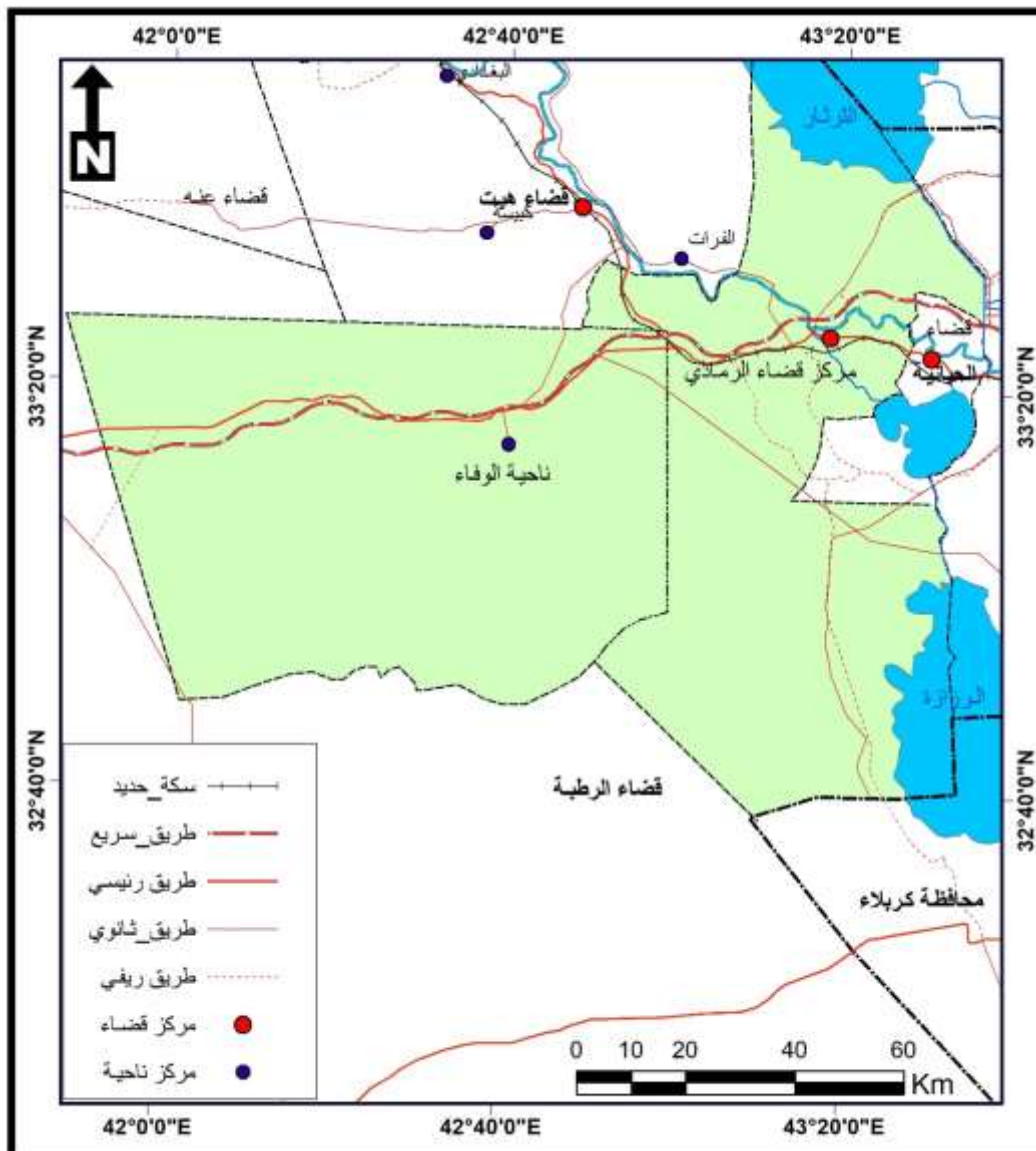 42°0'0"E
42°40'0"E
43°20'0"E
N
البغدادي
الثرثار
قضاء عنه
قضاء هيت
كبيسة
الفرات
قضاء
الحبانية
مركز قضاء الرمادي
33°20'0"N
33°20'0"N
ناحية الوفاء
الرزازة
قضاء الرطبة
32°40'0"N
32°40'0"N
محافظة كربلاء
سكة_حديد
طريق_سريع
طريق رئيسي
طريق_ثانوي
طريق ريفي
مركز قضاء
مركز ناحية
0 10 20 40 60
Km
42°0'0"E
42°40'0"E
43°20'0"E